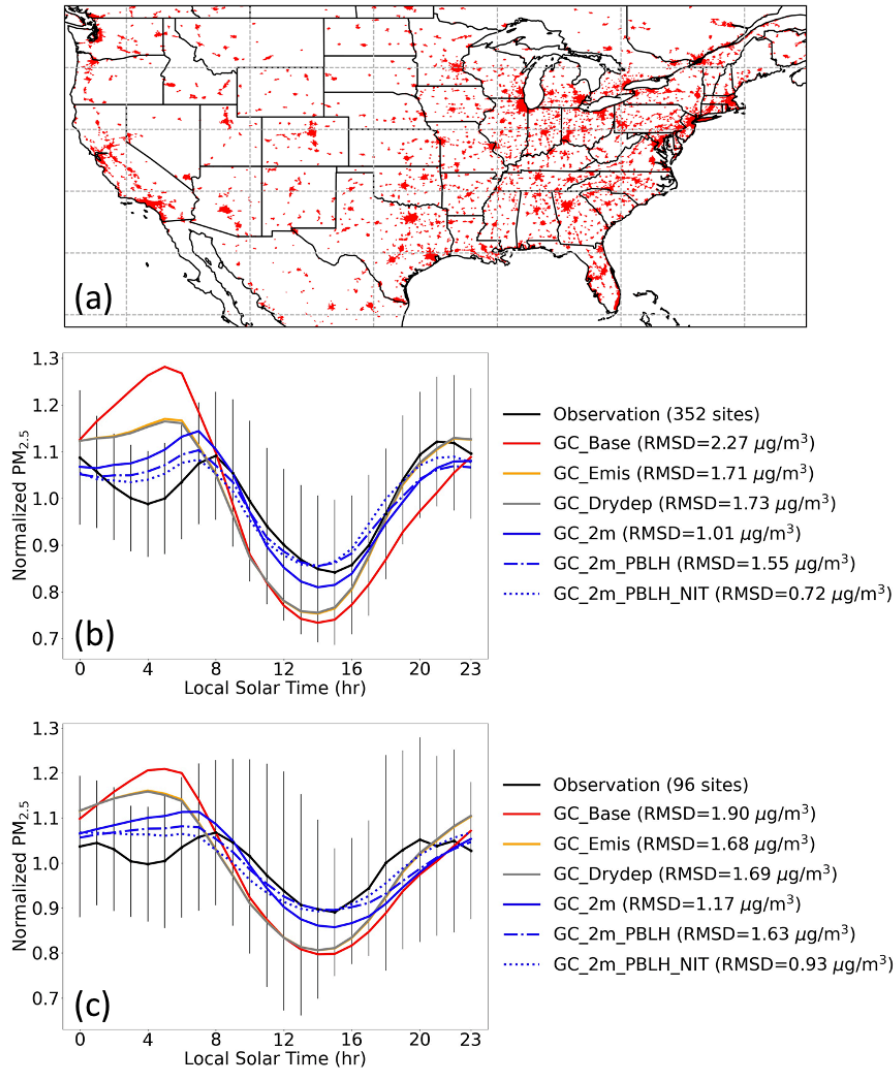 (a)
1.3
1.2
1.1
1.0
0.9
0.8
0.7
Normalized PM2.5
(b)
0 4 8 12 16 20 23
Local Solar Time (hr)
Observation (352 sites)
GC_Base (RMSD=2.27 μg/m³)
GC_Emis (RMSD=1.71 μg/m³)
GC_Drydep (RMSD=1.73 μg/m³)
GC_2m (RMSD=1.01 μg/m³)
GC_2m_PBLH (RMSD=1.55 μg/m³)
GC_2m_PBLH_NIT (RMSD=0.72 μg/m³)
1.3
1.2
1.1
1.0
0.9
0.8
0.7
Normalized PM2.5
(c)
0 4 8 12 16 20 23
Local Solar Time (hr)
Observation (96 sites)
GC_Base (RMSD=1.90 μg/m³)
GC_Emis (RMSD=1.68 μg/m³)
GC_Drydep (RMSD=1.69 μg/m³)
GC_2m (RMSD=1.17 μg/m³)
GC_2m_PBLH (RMSD=1.63 μg/m³)
GC_2m_PBLH_NIT (RMSD=0.93 μg/m³)